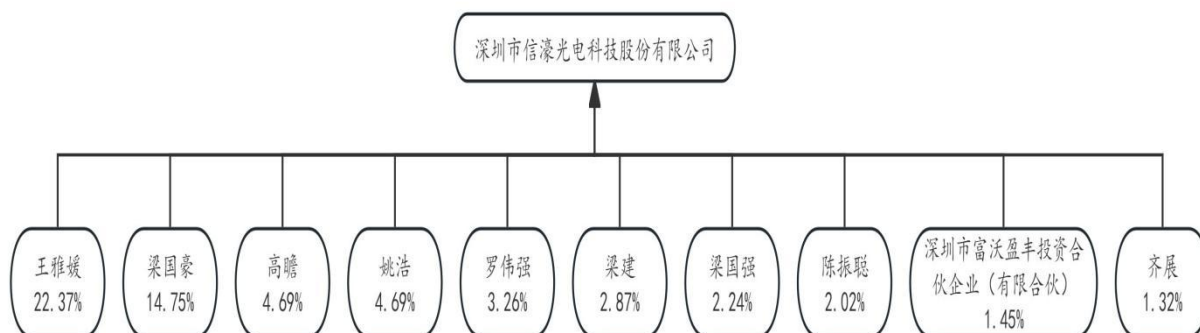 深圳市信濠光电科技股份有限公司
王雅媛
22.37%
梁国豪
14.75%
高瞻
4.69%
姚浩
4.69%
罗伟强
3.26%
梁建
2.87%
梁国强
2.24%
陈振聪
2.02%
深圳市富沃盈丰投资合
伙企业（有限合伙）
1.45%
齐展
1.32%